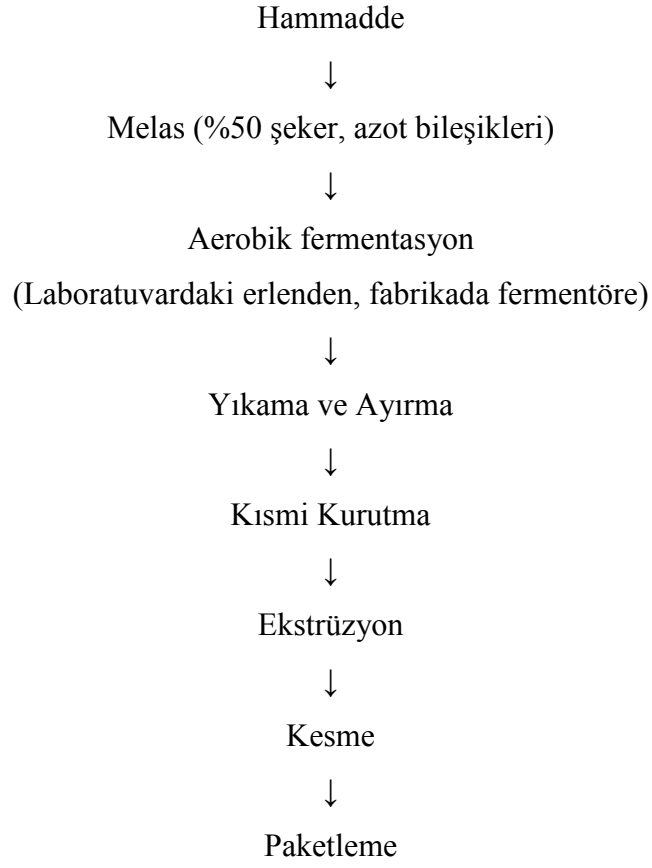 Hammadde
↓
Melas (%50 şeker, azot bileşikleri)
↓
Aerobik fermentasyon
(Laboratuvardaki erlenden, fabrikada fermentöre)
↓
Yıkama ve Ayırma
↓
Kısmi Kurutma
↓
Ekstrüzyon
↓
Kesme
↓
Paketleme